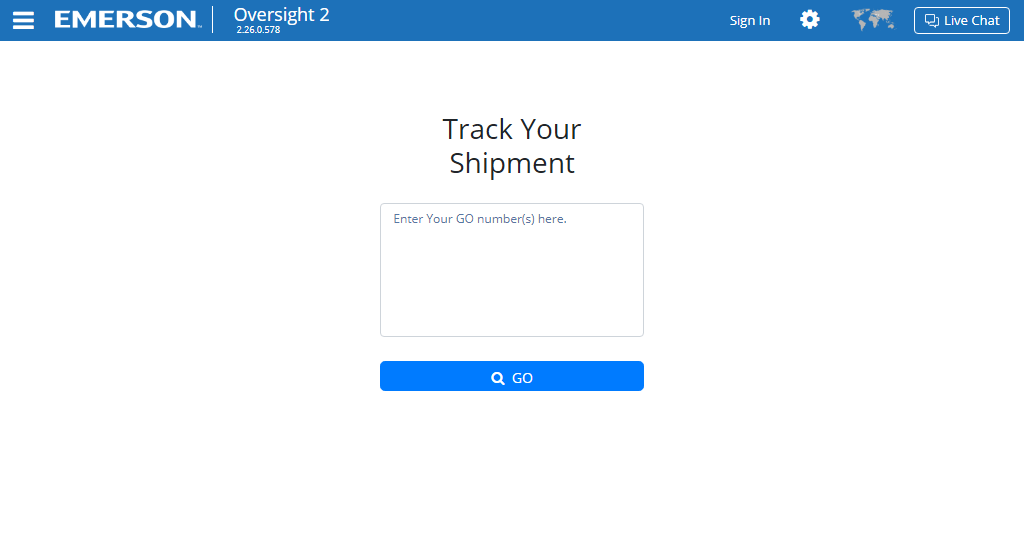 EMERSON™
Oversight 2
2.26.0.578
Sign In
Live Chat
Track Your
Shipment
Enter Your GO number(s) here.
GO